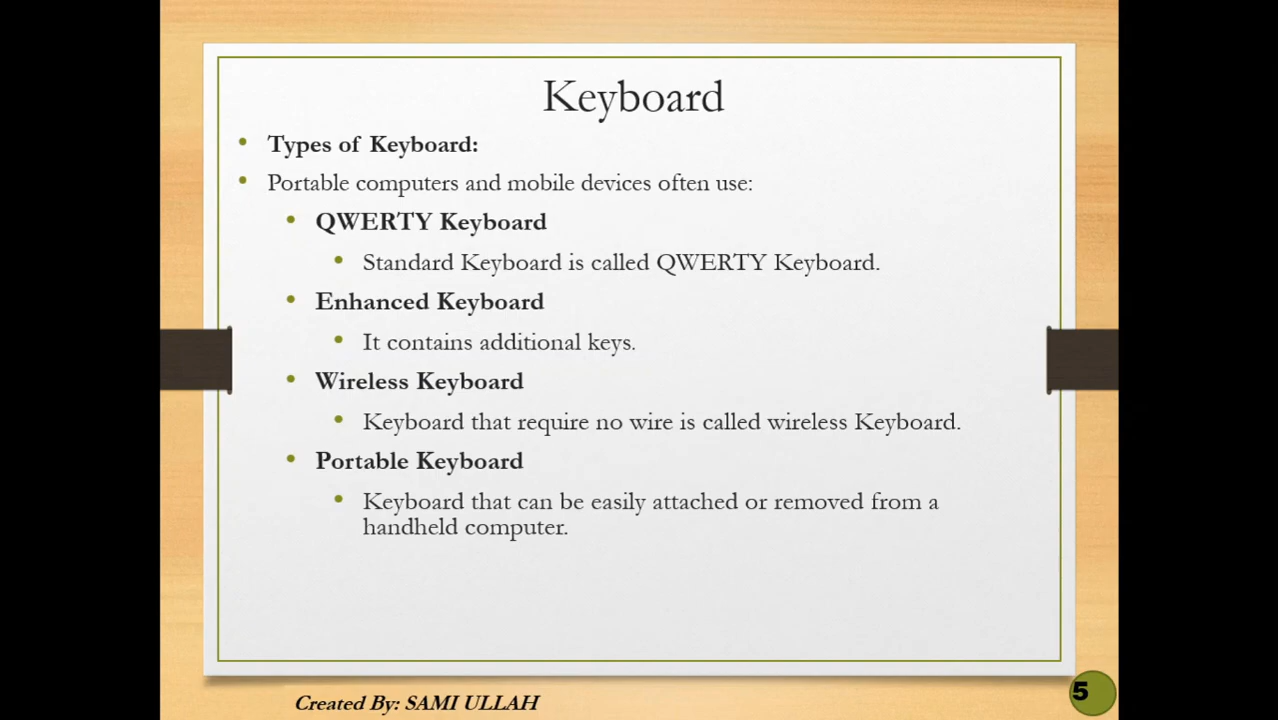 Keyboard
• Types of Keyboard:
• Portable computers and mobile devices often use:
• QWERTY Keyboard
• Standard Keyboard is called QWERTY Keyboard.
• Enhanced Keyboard
• It contains additional keys.
• Wireless Keyboard
• Keyboard that require no wire is called wireless Keyboard.
• Portable Keyboard
• Keyboard that can be easily attached or removed from a
handheld computer.
Created By: SAMI ULLAH
5